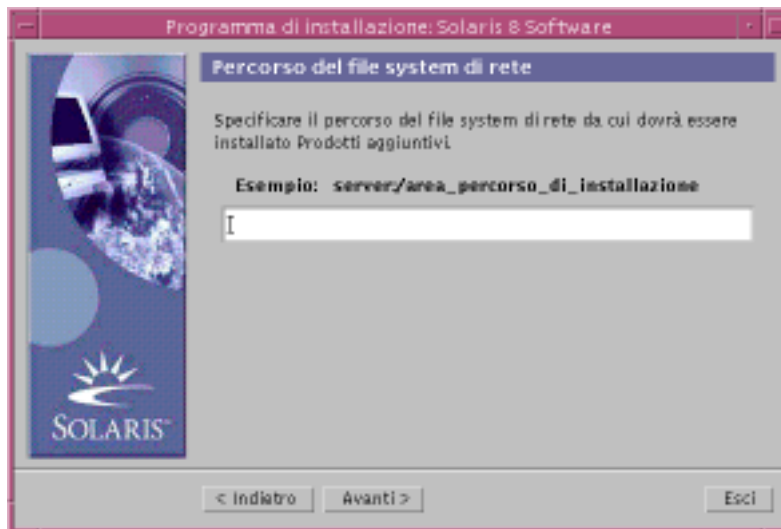 Programma di installazione: Solaris 8 Software
Percorso del file system di rete
Specificare il percorso del file system di rete da cui dovrà essere
installato Prodotti aggiuntivi.
Esempio: server:/area_percorso_di_installazione
SOLARIS™
< Indietro
Avanti >
Esci